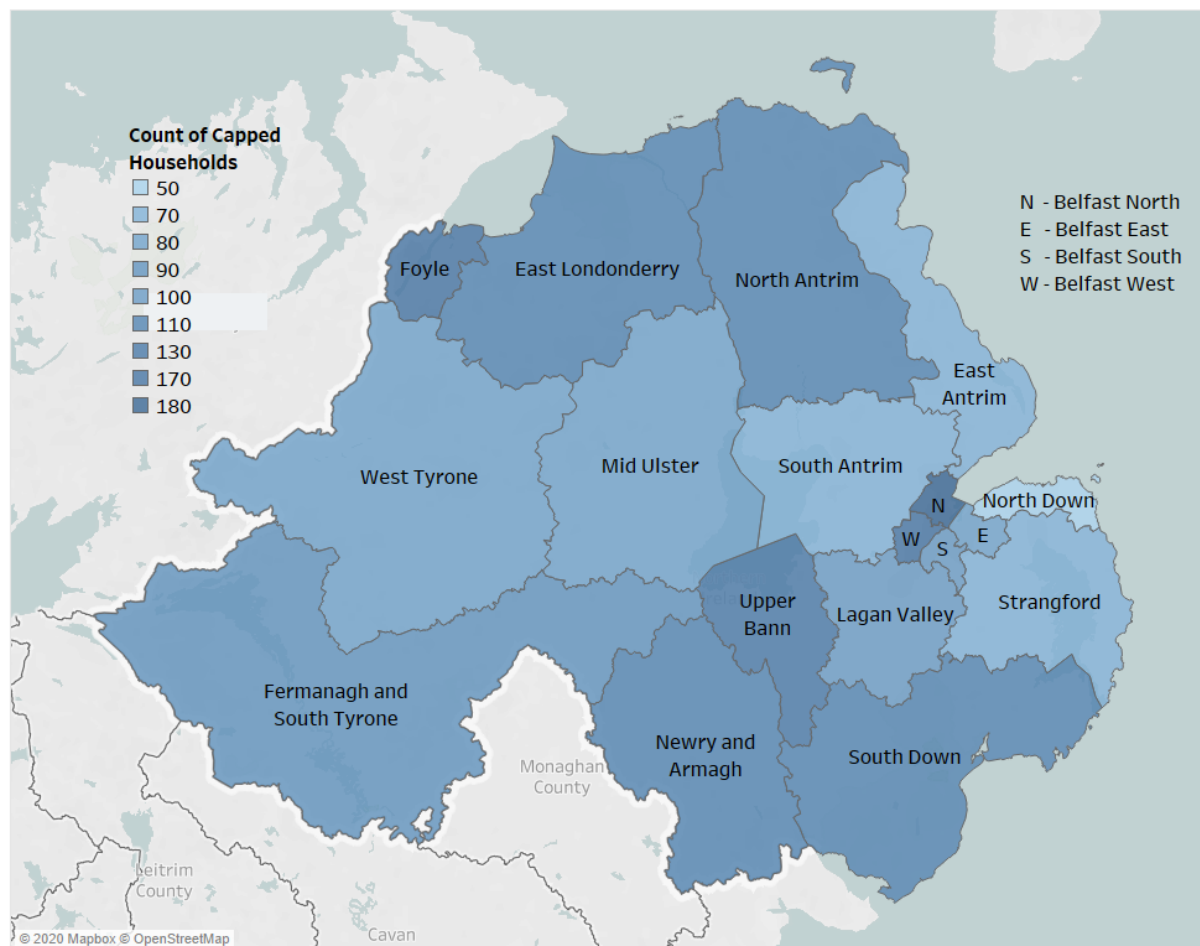 Count of Capped
Households
50
70
80
90
100
110
130
170
180
N - Belfast North
E - Belfast East
S - Belfast South
W - Belfast West
Foyle
East Londonderry
North Antrim
East
Antrim
West Tyrone
Mid Ulster
South Antrim
North Down
N
W
S
E
Upper
Bann
Lagan Valley
Strangford
Fermanagh and
South Tyrone
Newry and
Armagh
South Down
Monaghan
County
Leitrim
County
Cavan
© 2020 Mapbox © OpenStreetMap